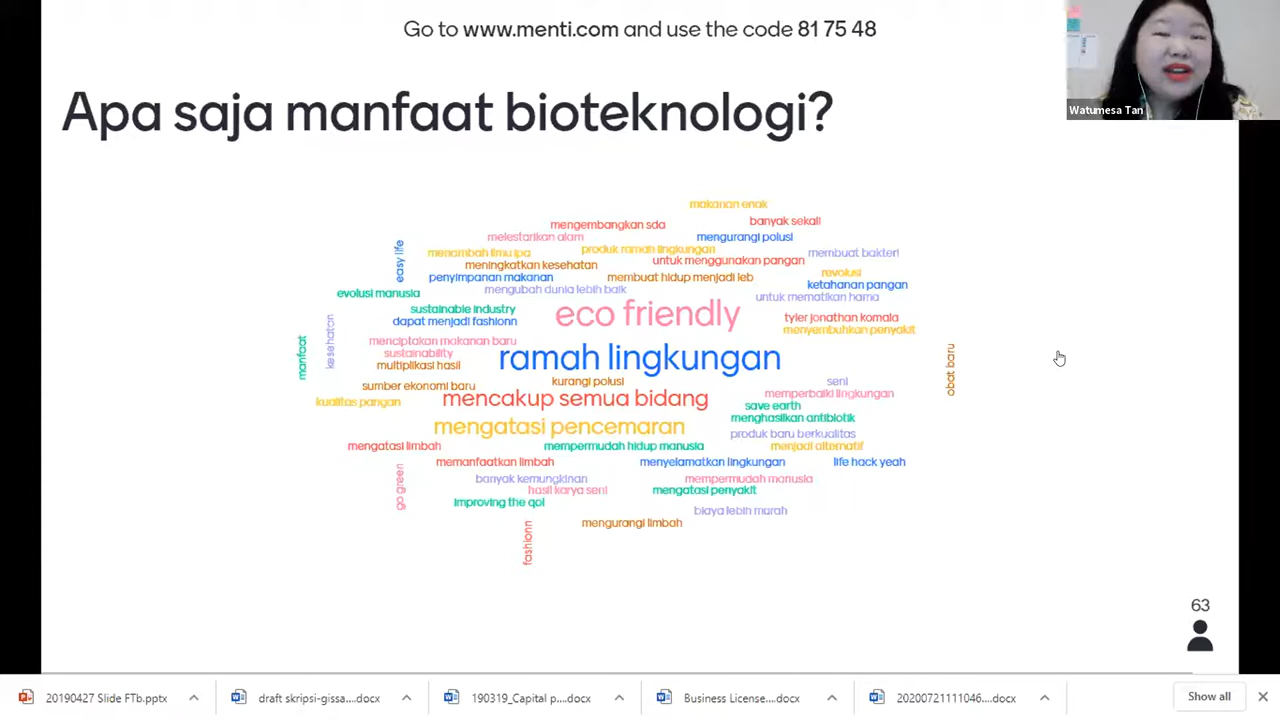 Go to www.menti.com and use the code 81 75 48
Watumesa Tan
Apa saja manfaat bioteknologi?
makanan enak
mengembangkan sda
banyak sekali
melestarikan alam
mengurangi polusi
easy life
menambah ilmu ipa
produk ramah lingkungan
membuat bakteri
meningkatkan kesehatan
untuk menggunakan pangan
penyimpanan makanan
membuat hidup menjadi leb
revolusi
mengubah dunia lebih baik
ketahanan pangan
evolusi manusia
untuk mematikan hama
sustainable industry
eco friendly
tyler jonathan komala
dapat menjadi fashionn
menyembuhkan penyakit
manfaat
kesehatan
menciptakan makanan baru
sustainability
ramah lingkungan
multiplikasi hasil
obat baru
sumber ekonomi baru
kurangi polusi
seni
memperbaiki lingkungan
kualitas pangan
mencakup semua bidang
save earth
menghasilkan antibiotik
mengatasi pencemaran
produk baru berkualitas
mengatasi limbah
mempermudah hidup manusia
menjadi alternatif
memanfaatkan limbah
menyelamatkan lingkungan
life hack yeah
go green
banyak kemungkinan
mempermudah manusia
hasil karya seni
mengatasi penyakit
improving the qol
biaya lebih murah
fashionn
mengurangi limbah
63
20190427 Slide FTb.pptx
draft skripsi-gissa....docx
190319_Capital p....docx
Business License....docx
20200721111046....docx
Show all